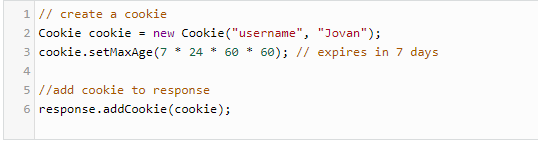 1 // create a cookie
2 Cookie cookie = new Cookie("username", "Jovan");
3 cookie.setMaxAge(7 * 24 * 60 * 60); // expires in 7 days
4
5 //add cookie to response
6 response.addCookie(cookie);